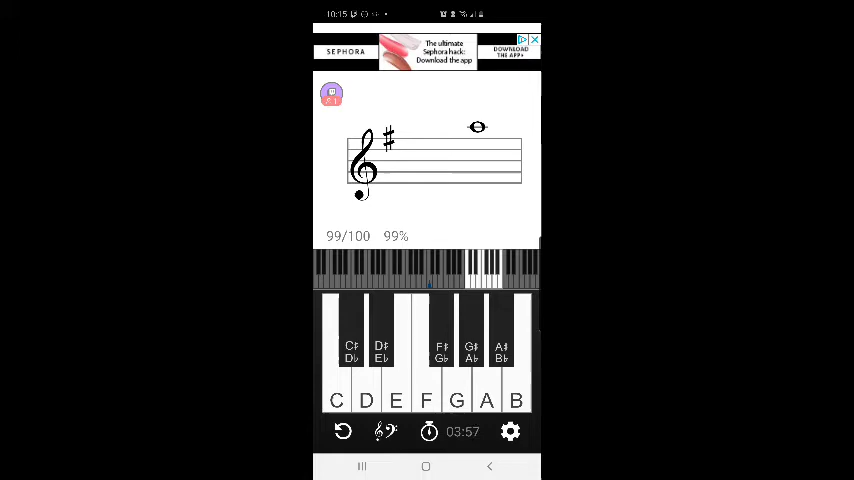 10:15
SEPHORA
The ultimate
Sephora hack:
Download the app
DOWNLOAD
THE APP▸
99/100 99%
C♯ D♯ F♯ G♯ A♯
D♭ E♭ G♭ A♭ B♭
C D E F G A B
03:57